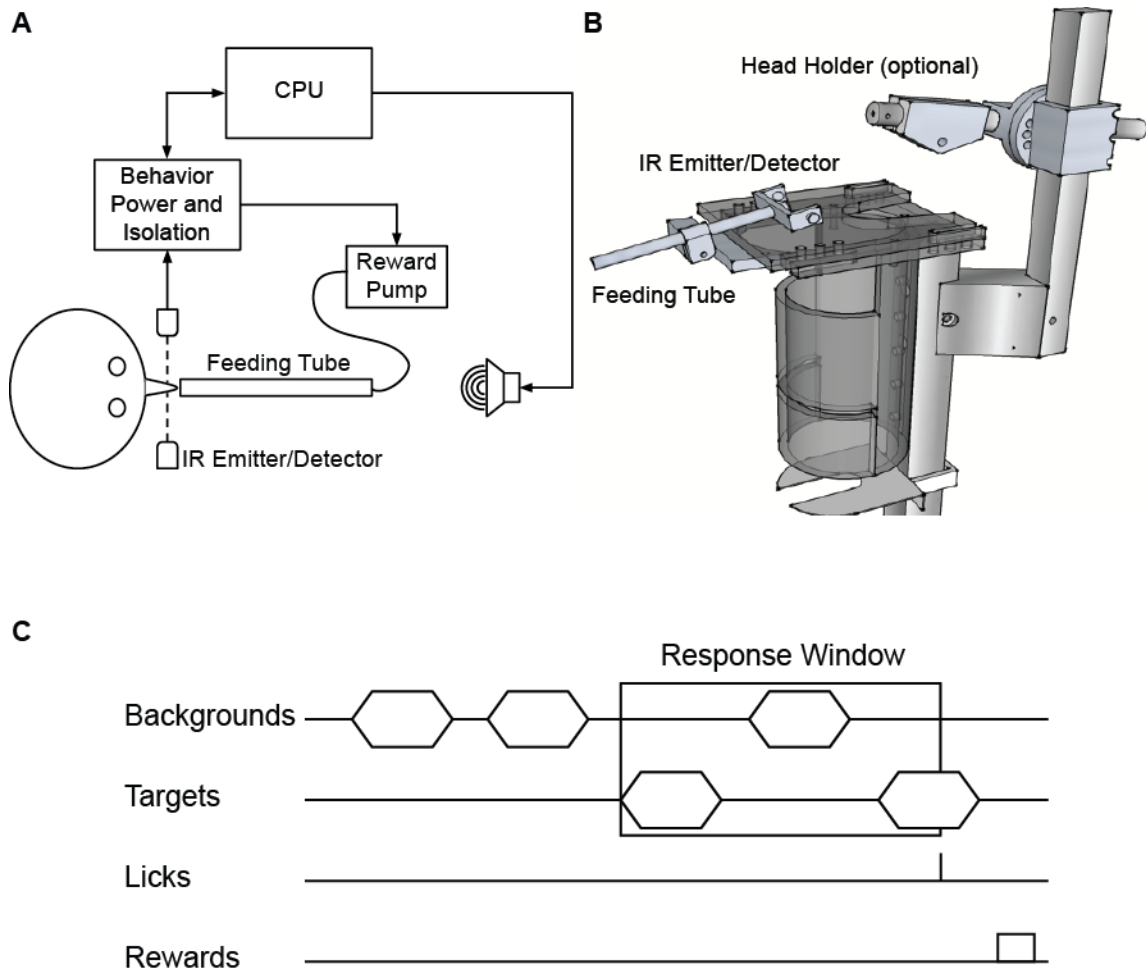 A
CPU
Behavior
Power and
Isolation
Reward
Pump
Feeding Tube
IR Emitter/Detector
B
Head Holder (optional)
IR Emitter/Detector
Feeding Tube
C
Response Window
Backgrounds
Targets
Licks
Rewards